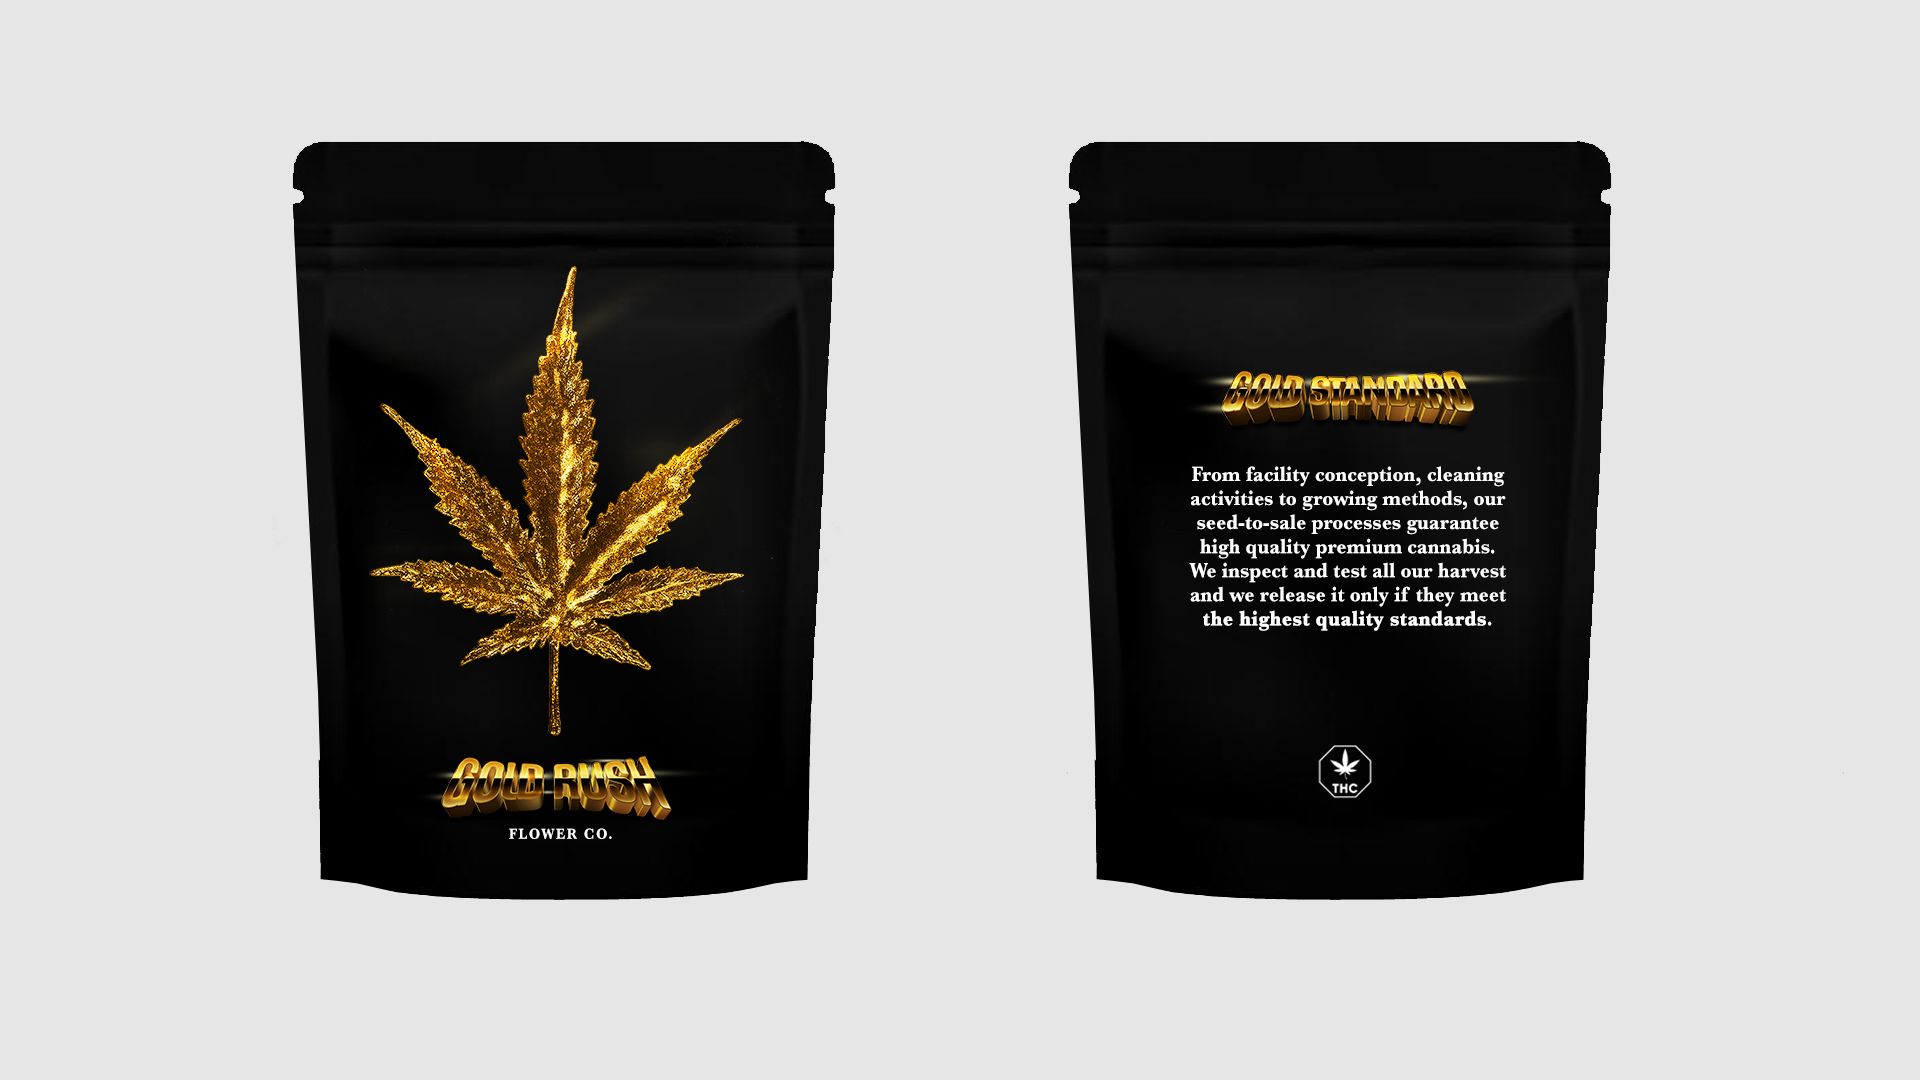 GOLD RUSH
FLOWER CO.
GOLD STANDARD
From facility conception, cleaning
activities to growing methods, our
seed-to-sale processes guarantee
high quality premium cannabis.
We inspect and test all our harvest
and we release it only if they meet
the highest quality standards.
THC